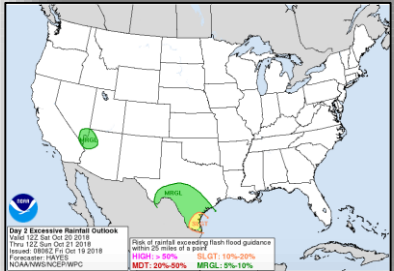 MRGL
MRGL
SLGT
NOAA
Day 2 Excessive Rainfall Outlook
Valid 12Z Sat Oct 20 2018
Thru 12Z Sun Oct 21 2018
Issued: 0806Z Fri Oct 19 2018
Forecaster: HAYES
NOAA/NWS/NCEP/WPC
Risk of rainfall exceeding flash flood guidance
within 25 miles of a point
HIGH: > 50% SLGT: 10%-20%
MDT: 20%-50% MRGL: 5%-10%